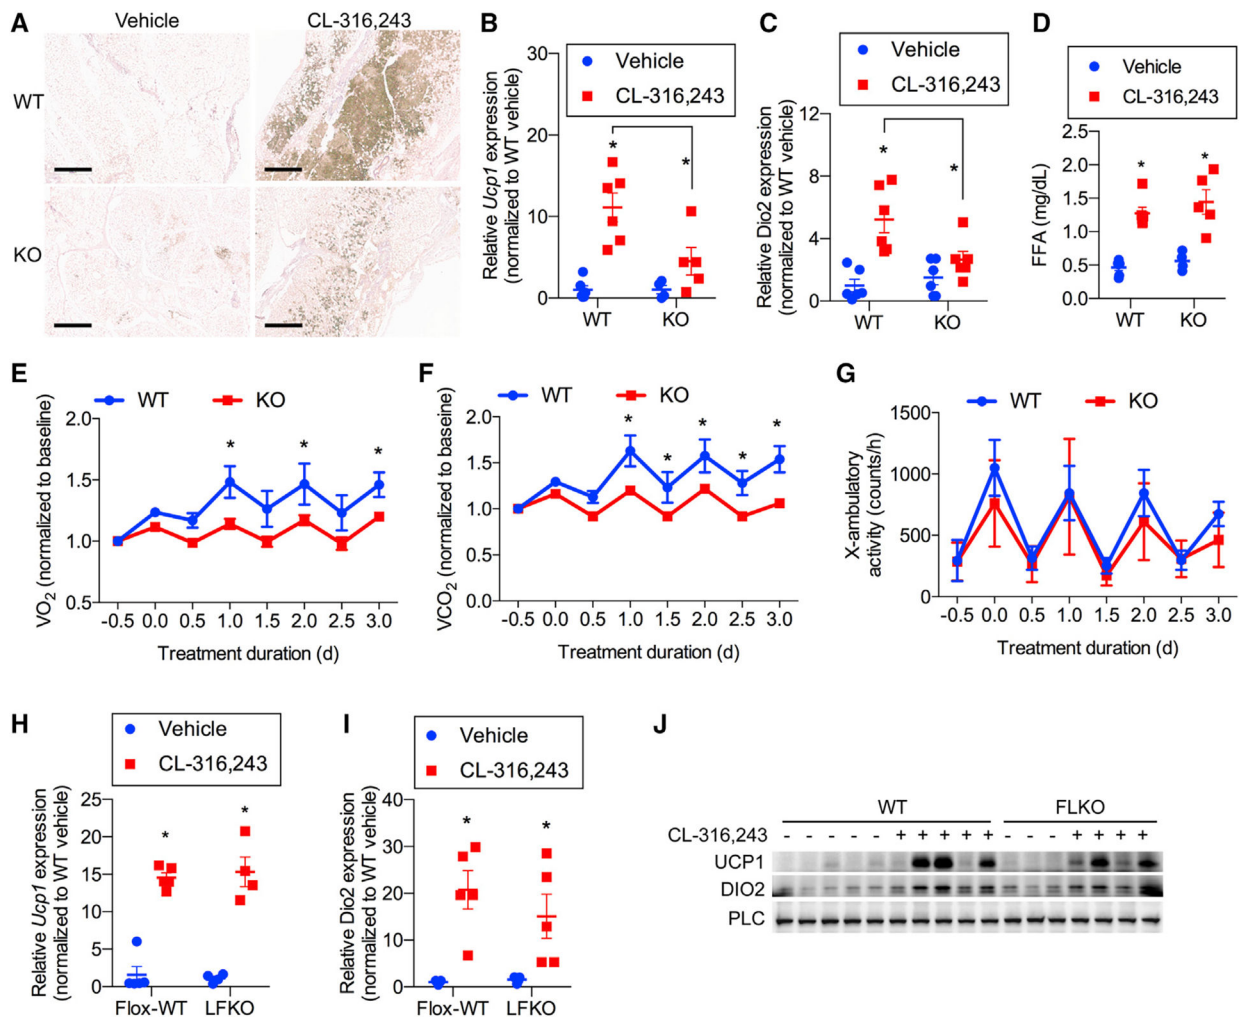 A
Vehicle
CL-316,243
WT
KO
B
Relative Ucp1 expression
(normalized to WT vehicle)
30
20
10
0
Vehicle
CL-316,243
*
*
WT
KO
C
Relative Dio2 expression
(normalized to WT vehicle)
12
8
4
0
Vehicle
CL-316,243
*
*
WT
KO
D
Vehicle
CL-316,243
FFA (mg/dL)
2.5
2.0
1.5
1.0
0.5
0.0
*
*
WT
KO
E
WT
KO
VO2 (normalized to baseline)
2.0
1.5
1.0
0.5
* * *
-0.5 0.0 0.5 1.0 1.5 2.0 2.5 3.0
Treatment duration (d)
F
WT
KO
VCO2 (normalized to baseine)
2.0
1.5
1.0
0.5
0.0
* * * * *
-0.5 0.0 0.5 1.0 1.5 2.0 2.5 3.0
Treatment duration (d)
G
WT
KO
X-ambulatory
activity (counts/h)
1500
1000
500
0
-0.5 0.0 0.5 1.0 1.5 2.0 2.5 3.0
Treatment duration (d)
H
Vehicle
CL-316,243
Relative Ucp1 expression
(normalized to WT vehicle)
25
20
15
10
5
0
*
*
Flox-WT
LFKO
I
Vehicle
CL-316,243
Relative Dio2 expression
(normalized to WT vehicle)
40
30
20
10
0
*
*
Flox-WT
LFKO
J
WT
FLKO
CL-316,243 - - - - - + + + + + - - - + + + +
UCP1
DIO2
PLC